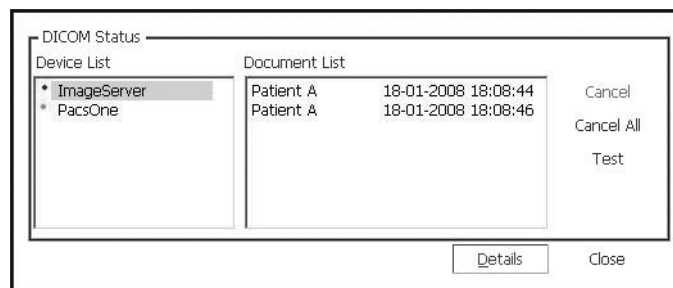 DICOM Status
Device List
Document List
• ImageServer
• PacsOne
Patient A 18-01-2008 18:08:44
Patient A 18-01-2008 18:08:46
Cancel
Cancel All
Test
Details
Close